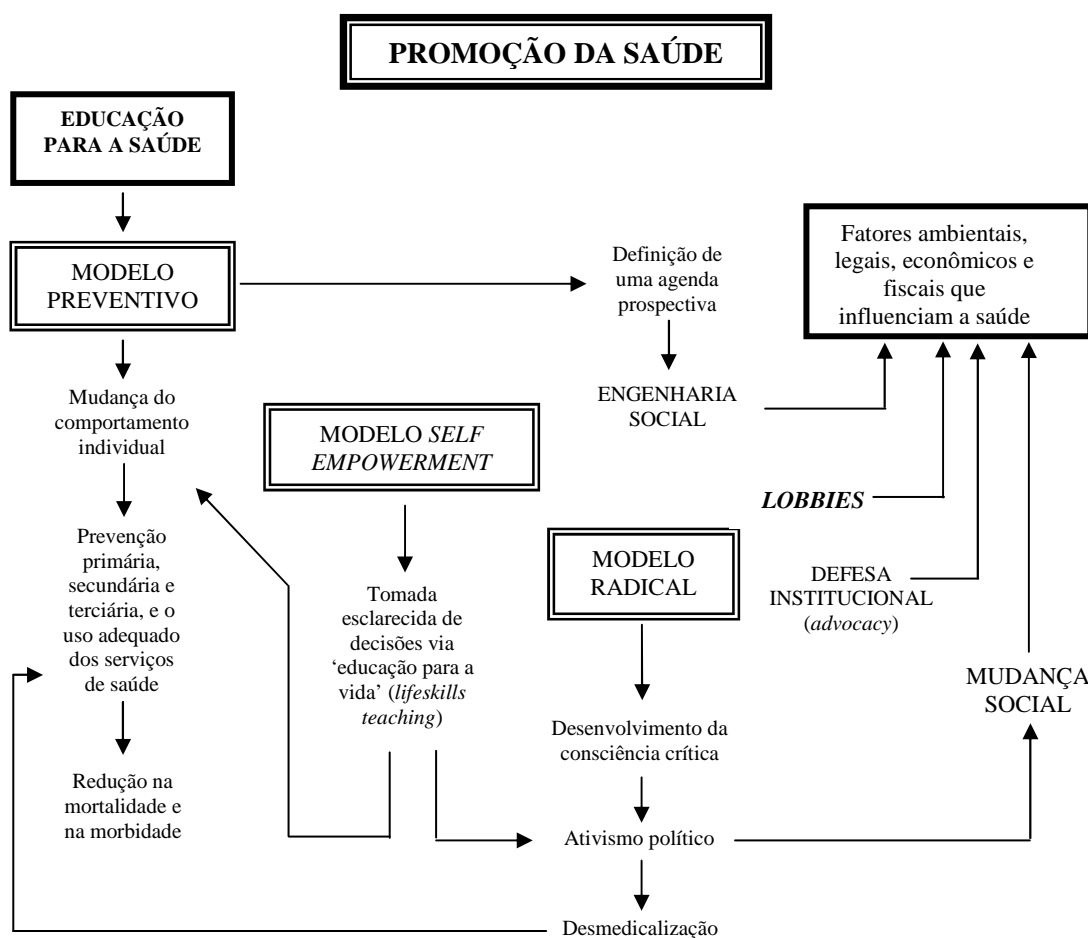 PROMOÇÃO DA SAÚDE
EDUCAÇÃO
PARA A SAÚDE
MODELO
PREVENTIVO
Mudança do
comportamento
individual
Prevenção
primária,
secundária e
terciária, e o
uso adequado
dos serviços
de saúde
Redução na
mortalidade e
na morbidade
MODELO SELF
EMPOWERMENT
Tomada
esclarecida de
decisões via
‘educação para a
vida’ (lifeskills
teaching)
Definição de
uma agenda
prospectiva
ENGENHARIA
SOCIAL
MODELO
RADICAL
Desenvolvimento da
consciência crítica
Ativismo político
Desmedicalização
Fatores ambientais,
legais, econômicos e
fiscais que
influenciam a saúde
LOBBIES
DEFESA
INSTITUCIONAL
(advocacy)
MUDANÇA
SOCIAL